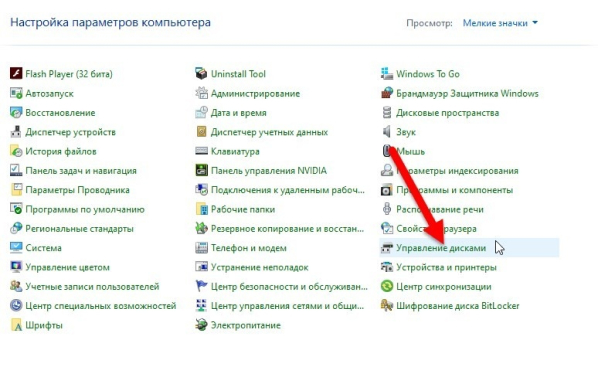 Настройка параметров компьютера
Просмотр: Мелкие значки
Flash Player (32 бита)
Uninstall Tool
Windows To Go
Автозапуск
Администрирование
Брандмауэр Защитника Windows
Восстановление
Дата и время
Дисковые пространства
Диспетчер устройств
Диспетчер учетных данных
Звук
История файлов
Клавиатура
Мышь
Панель задач и навигация
Панель управления NVIDIA
Параметры индексирования
Параметры Проводника
Подключения к удаленным рабоч...
Программы и компоненты
Программы по умолчанию
Рабочие папки
Распознавание речи
Региональные стандарты
Резервное копирование и восстан...
Свойства браузера
Система
Телефон и модем
Управление дисками
Управление цветом
Устранение неполадок
Устройства и принтеры
Учетные записи пользователей
Центр безопасности и обслуживан...
Центр синхронизации
Центр специальных возможностей
Центр управления сетями и общи...
Шифрование диска BitLocker
Шрифты
Электропитание